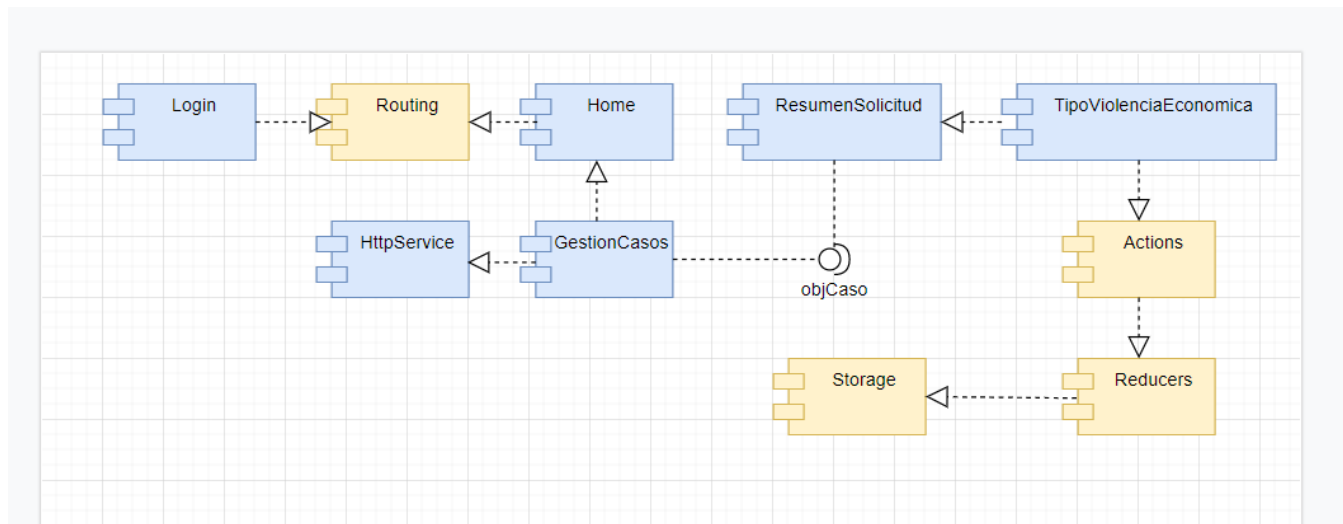 Login
Routing
Home
ResumenSolicitud
TipoViolenciaEconomica
HttpService
GestionCasos
Actions
objCaso
Storage
Reducers